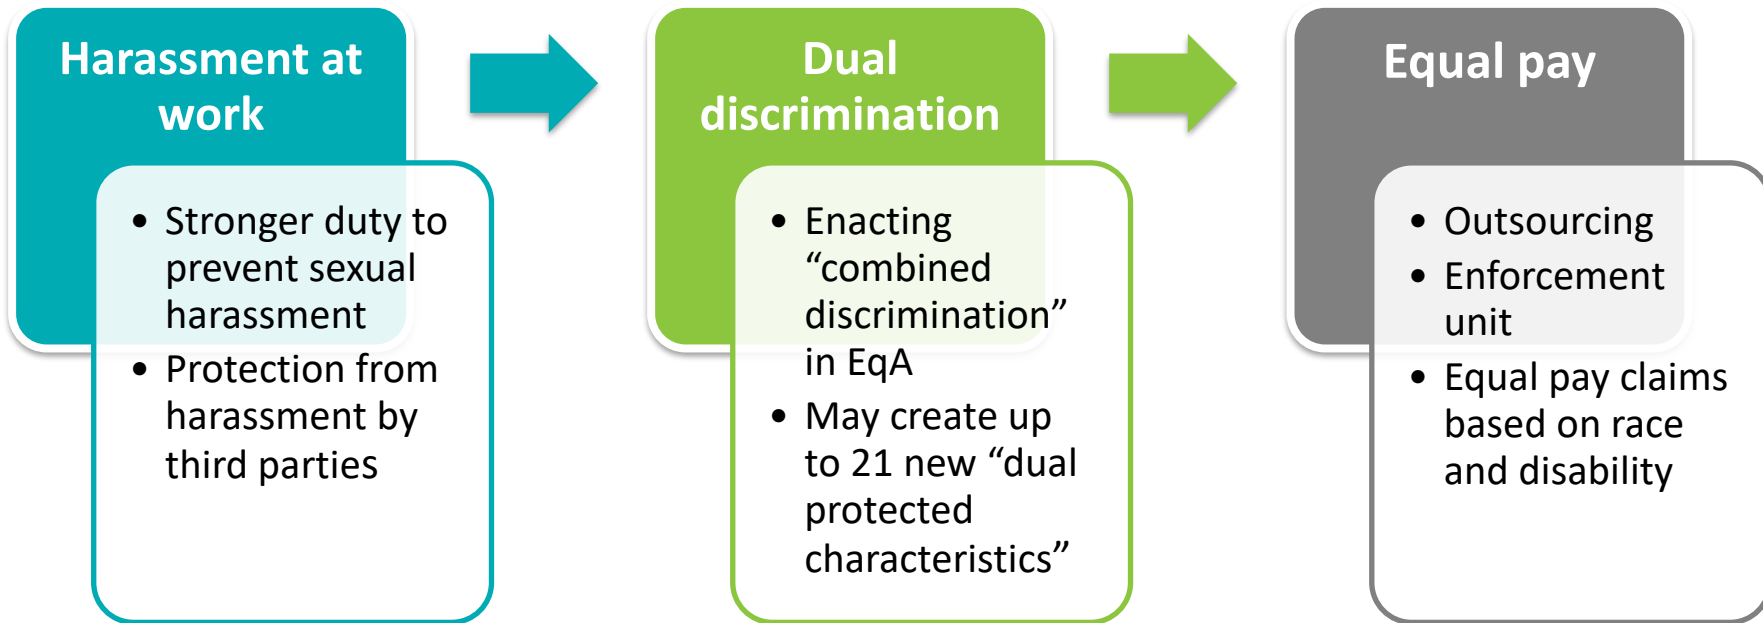 Harassment at
work
• Stronger duty to
prevent sexual
harassment
• Protection from
harassment by
third parties
Dual
discrimination
• Enacting
“combined
discrimination”
in EqA
• May create up
to 21 new “dual
protected
characteristics”
Equal pay
• Outsourcing
• Enforcement
unit
• Equal pay claims
based on race
and disability